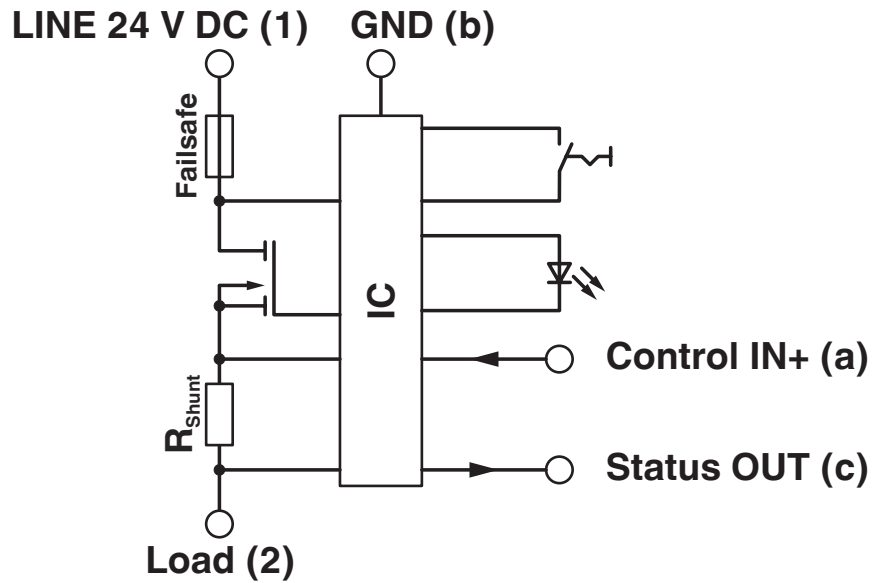 LINE 24 V DC (1)
GND (b)
Failsafe
IC
Control IN+ (a)
RShunt
Status OUT (c)
Load (2)